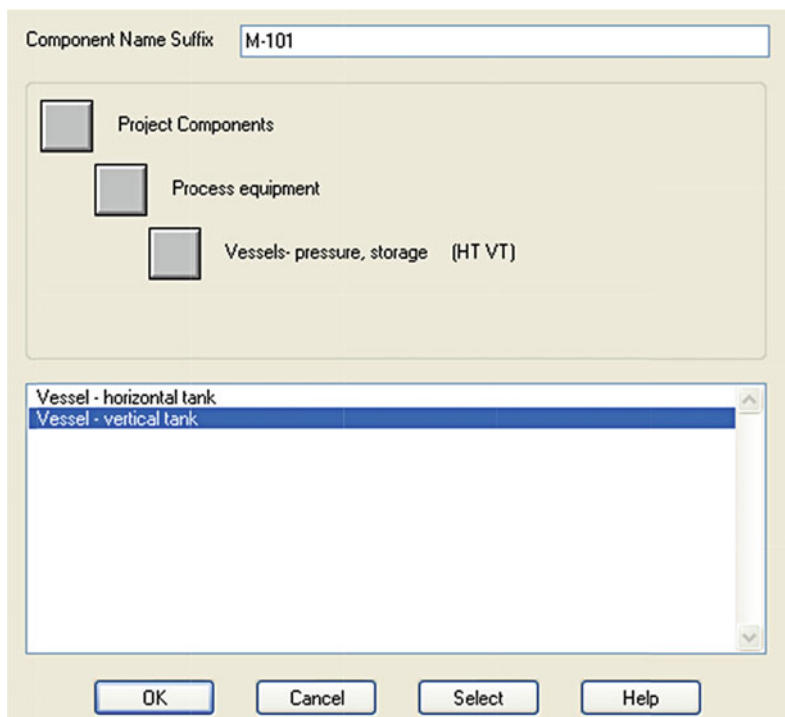 Component Name Suffix M-101
Project Components
Process equipment
Vessels- pressure, storage (HT VT)
Vessel - horizontal tank
Vessel - vertical tank
OK Cancel Select Help